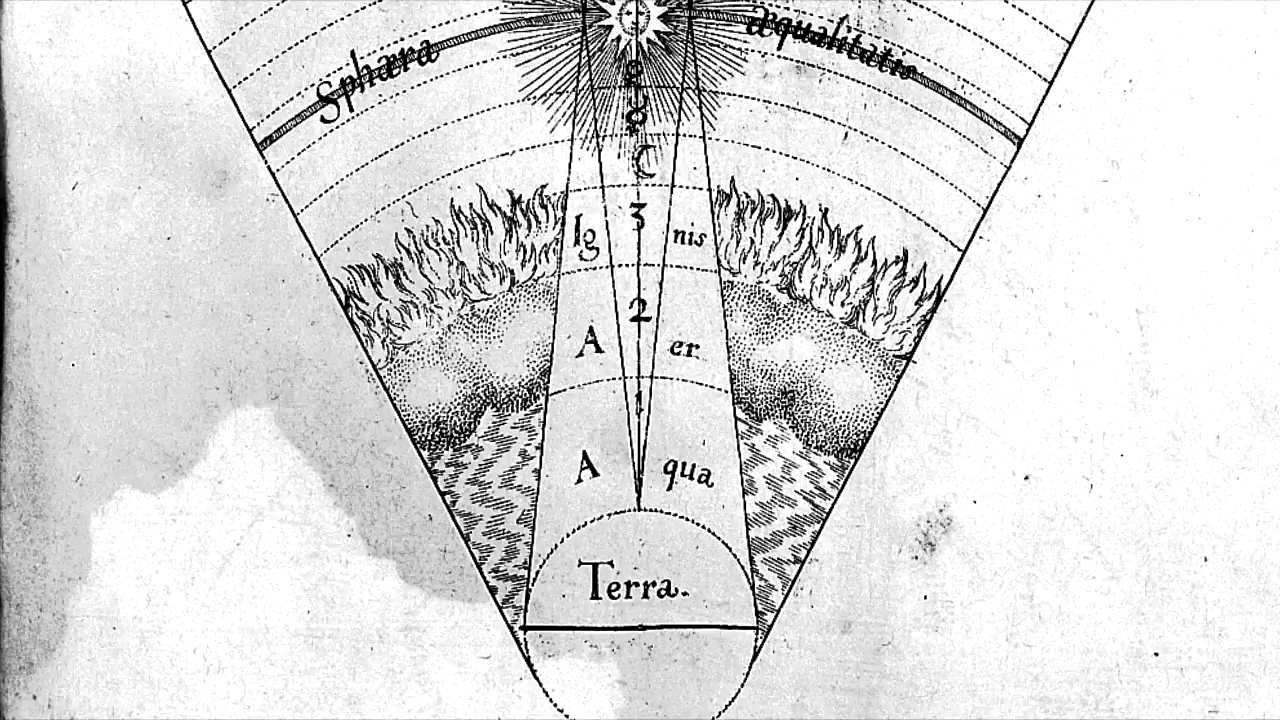 Sphæra æqualitatis
☿
☾
3
Ig nis
2
A er
1
A qua
Terra.